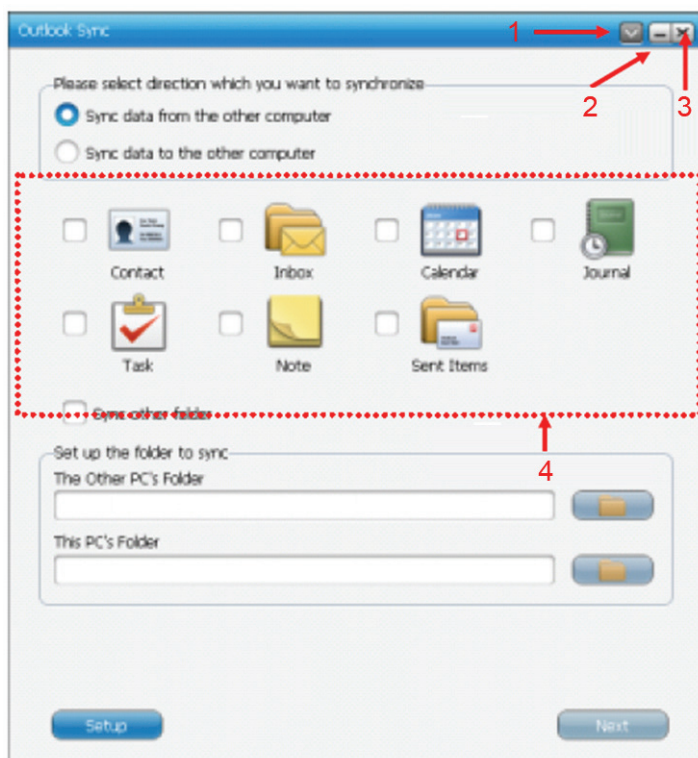 Outlook Sync
1
2
3
Please select direction which you want to synchronize
Sync data from the other computer
Sync data to the other computer
Contact
Inbox
Calendar
Journal
Task
Note
Sent Items
Sync other folder
4
Set up the folder to sync
The Other PC's Folder
This PC's Folder
Setup
Next